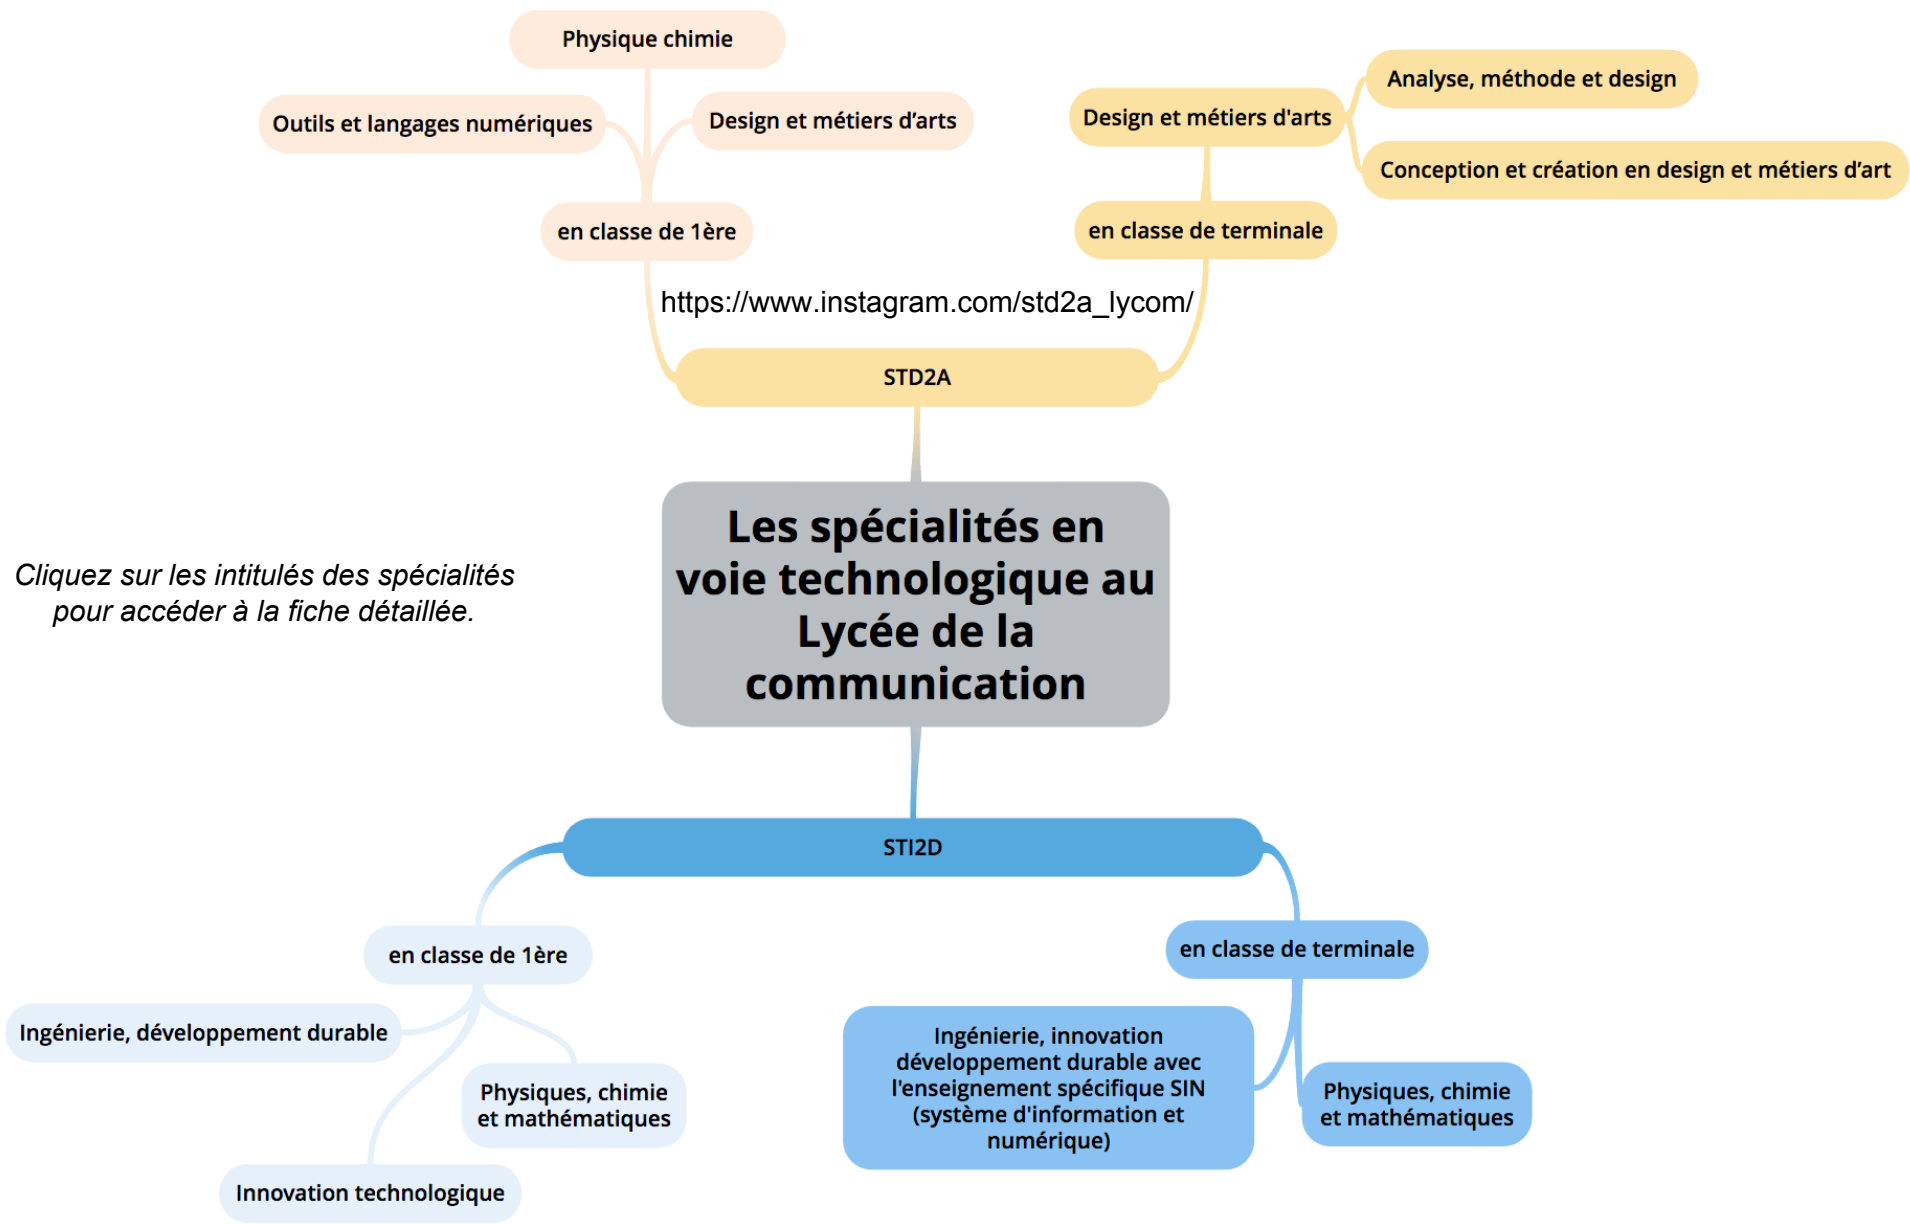 Physique chimie
Outils et langages numériques
Design et métiers d’arts
en classe de 1ère
Design et métiers d'arts
Analyse, méthode et design
Conception et création en design et métiers d’art
en classe de terminale
https://www.instagram.com/std2a_lycom/
STD2A
Les spécialités en
voie technologique au
Lycée de la
communication
Cliquez sur les intitulés des spécialités
pour accéder à la fiche détaillée.
STI2D
en classe de 1ère
Ingénierie, développement durable
Physiques, chimie
et mathématiques
Innovation technologique
en classe de terminale
Ingénierie, innovation
développement durable avec
l'enseignement spécifique SIN
(système d'information et
numérique)
Physiques, chimie
et mathématiques